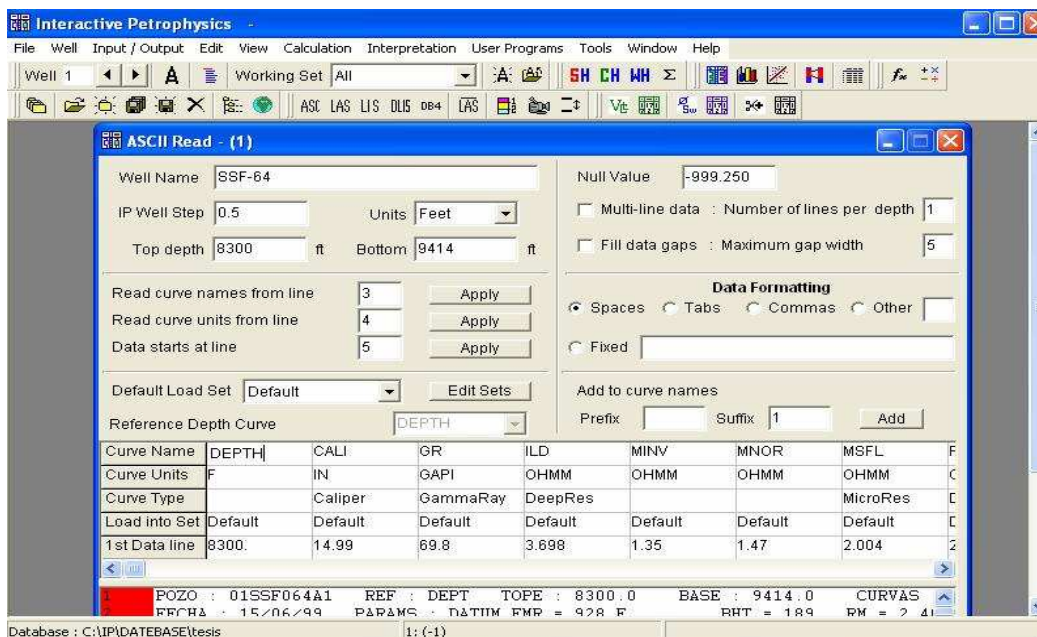 Interactive Petrophysics -
File Well Input / Output Edit View Calculation Interpretation User Programs Tools Window Help
Well 1 A Working Set All SH CH WH Σ
ASC LAS LIS DLIS DB4 LAS
ASCII Read - (1)
Well Name SSF-64
IP Well Step 0.5 Units Feet
Top depth 8300 ft Bottom 9414 ft
Null Value -999.250
Multi-line data : Number of lines per depth 1
Fill data gaps : Maximum gap width 5
Read curve names from line 3 Apply
Read curve units from line 4 Apply
Data starts at line 5 Apply
Data Formatting
Spaces Tabs Commas Other
Fixed
Default Load Set Default Edit Sets
Reference Depth Curve DEPTH
Add to curve names
Prefix Suffix 1 Add
Curve Name DEPTH CALI GR ILD MINV MNOR MSFL
Curve Units F IN GAPI OHMM OHMM OHMM OHMM
Curve Type Caliper GammaRay DeepRes MicroRes
Load into Set Default Default Default Default Default Default Default
1st Data line 8300. 14.99 69.8 3.698 1.35 1.47 2.004
1 POZO : 01SSF064A1 REF : DEPT TOPE : 8300.0 BASE : 9414.0 CURVAS
2 FECHA : 15/06/99 PARAMS : DATUM EMR = 928 F BHT = 189 RM = 2
Database : C:\IP\DATEBASE\tesis 1: (-1)